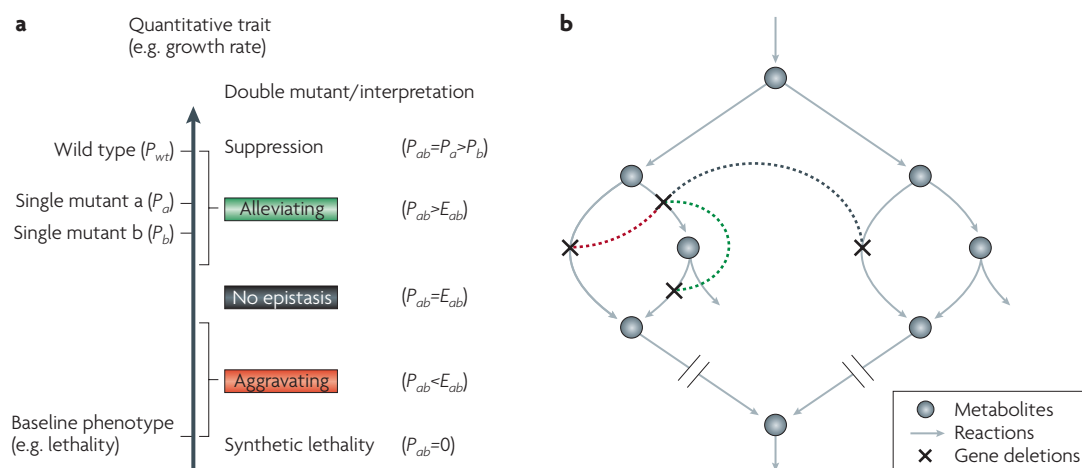 a
Quantitative trait
(e.g. growth rate)
Double mutant/interpretation
Wild type (Pwt)
Suppression (Pab=Pa>Pb)
Single mutant a (Pa)
Alleviating (Pab>Eab)
Single mutant b (Pb)
No epistasis (Pab=Eab)
Aggravating (Pab<Eab)
Baseline phenotype
(e.g. lethality)
Synthetic lethality (Pab=0)
b
Metabolites
Reactions
Gene deletions